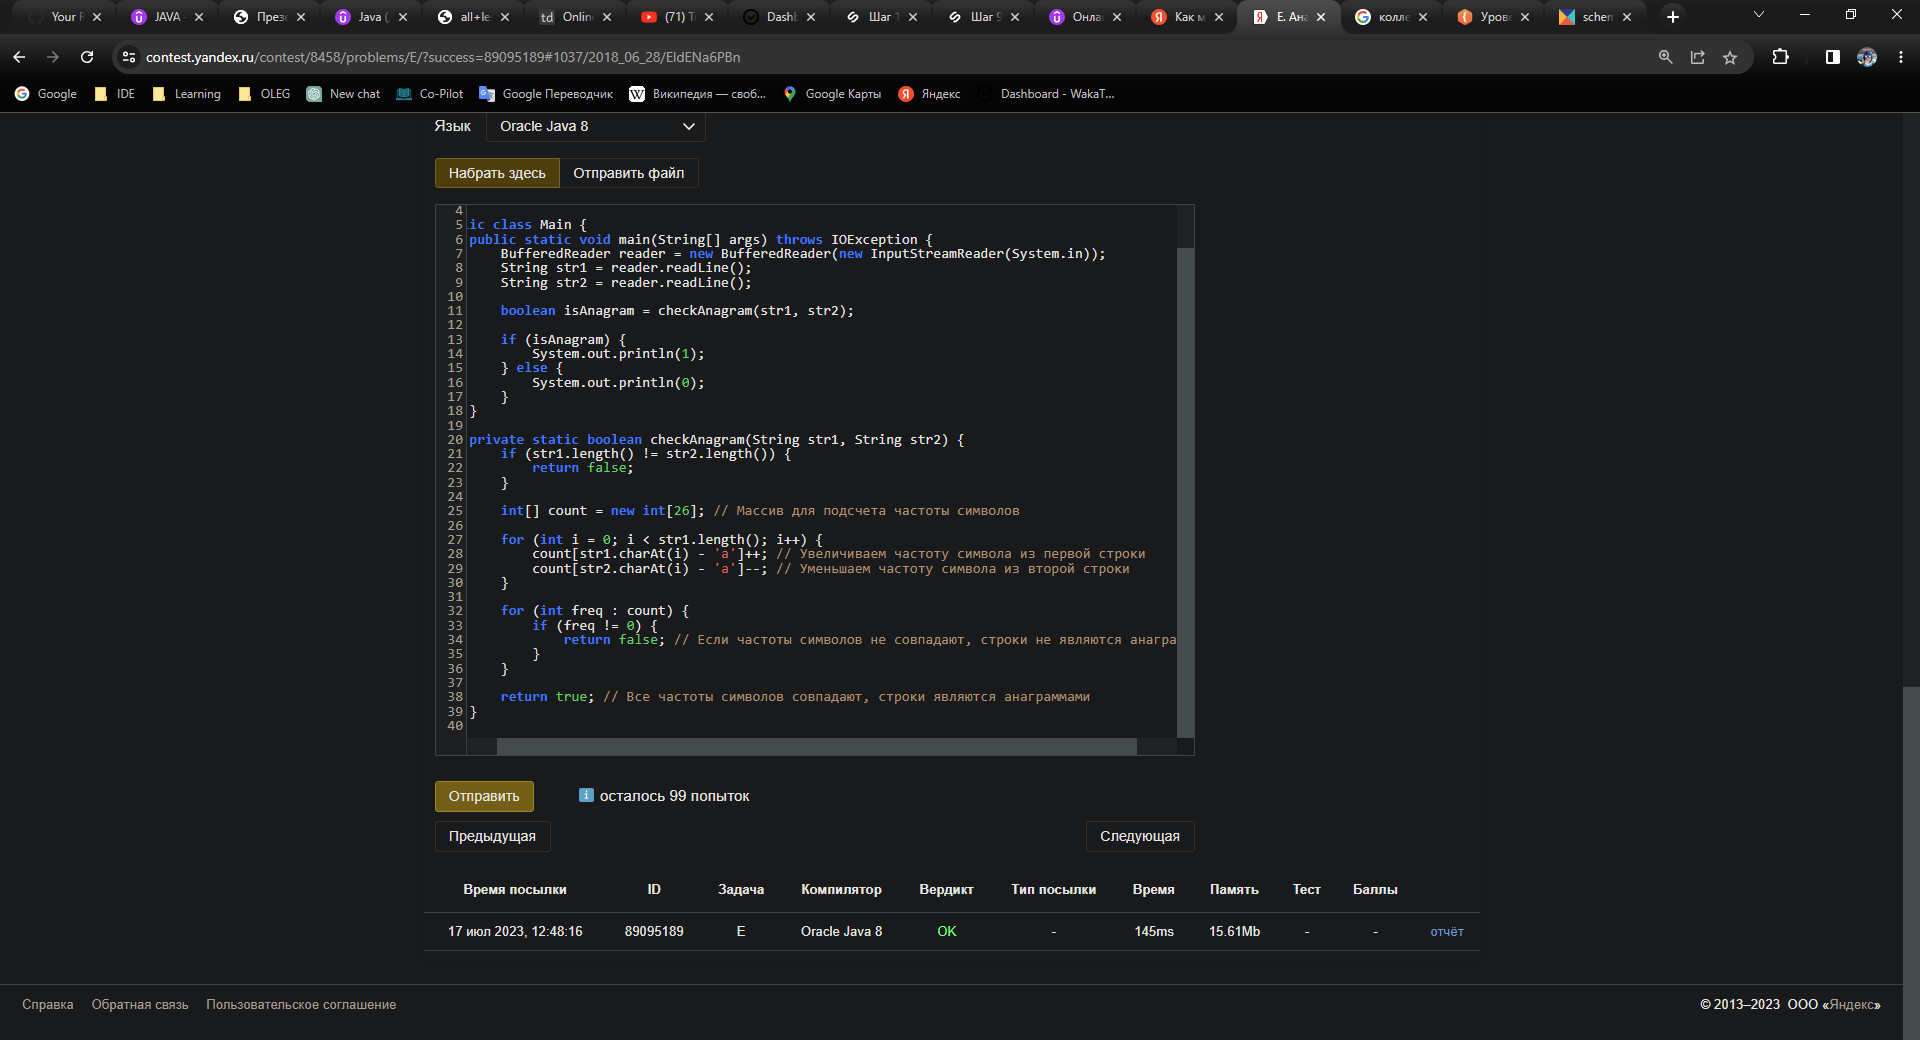 Your R
JAVA -
Презе
Java (J
all+le
td Onlin
(71) Ti
Dashb
Шаг 1
Шаг 9
Онла
Я Как м
Я Е. Ана
колле
Урове
schem
contest.yandex.ru/contest/8458/problems/E/?success=89095189#1037/2018_06_28/EIdENa6PBn
Google IDE Learning OLEG New chat Co-Pilot Google Переводчик W Википедия — своб... Google Карты Я Яндекс Dashboard - WakaT...
Язык Oracle Java 8
Набрать здесь Отправить файл
4
5 ic class Main {
6 public static void main(String[] args) throws IOException {
7 BufferedReader reader = new BufferedReader(new InputStreamReader(System.in));
8 String str1 = reader.readLine();
9 String str2 = reader.readLine();
10
11 boolean isAnagram = checkAnagram(str1, str2);
12
13 if (isAnagram) {
14 System.out.println(1);
15 } else {
16 System.out.println(0);
17 }
18 }
19
20 private static boolean checkAnagram(String str1, String str2) {
21 if (str1.length() != str2.length()) {
22 return false;
23 }
24
25 int[] count = new int[26]; // Массив для подсчета частоты символов
26
27 for (int i = 0; i < str1.length(); i++) {
28 count[str1.charAt(i) - 'a']++; // Увеличиваем частоту символа из первой строки
29 count[str2.charAt(i) - 'a']--; // Уменьшаем частоту символа из второй строки
30 }
31
32 for (int freq : count) {
33 if (freq != 0) {
34 return false; // Если частоты символов не совпадают, строки не являются анагра
35 }
36 }
37
38 return true; // Все частоты символов совпадают, строки являются анаграммами
39 }
40
Отправить i осталось 99 попыток
Предыдущая Следующая
Время посылки ID Задача Компилятор Вердикт Тип посылки Время Память Тест Баллы
17 июл 2023, 12:48:16 89095189 E Oracle Java 8 OK - 145ms 15.61Mb - - отчёт
Справка Обратная связь Пользовательское соглашение © 2013–2023 ООО «Яндекс»